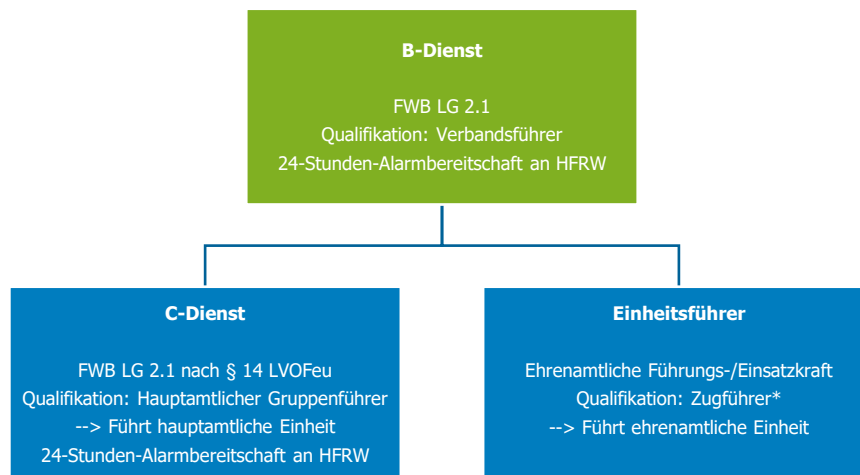 B-Dienst
FWB LG 2.1
Qualifikation: Verbandsführer
24-Stunden-Alarmbereitschaft an HFRW
C-Dienst
FWB LG 2.1 nach § 14 LVOFeu
Qualifikation: Hauptamtlicher Gruppenführer
--> Führt hauptamtliche Einheit
24-Stunden-Alarmbereitschaft an HFRW
Einheitsführer
Ehrenamtliche Führungs-/Einsatzkraft
Qualifikation: Zugführer*
--> Führt ehrenamtliche Einheit